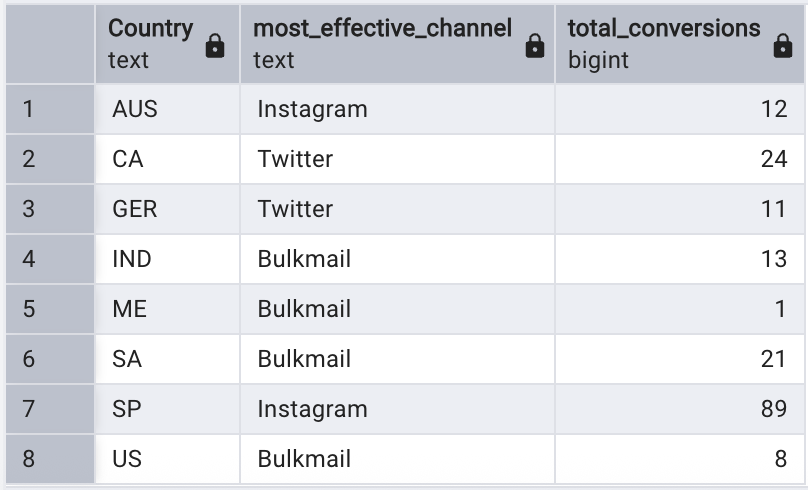 Country most_effective_channel total_conversions
text text bigint
1 AUS Instagram 12
2 CA Twitter 24
3 GER Twitter 11
4 IND Bulkmail 13
5 ME Bulkmail 1
6 SA Bulkmail 21
7 SP Instagram 89
8 US Bulkmail 8